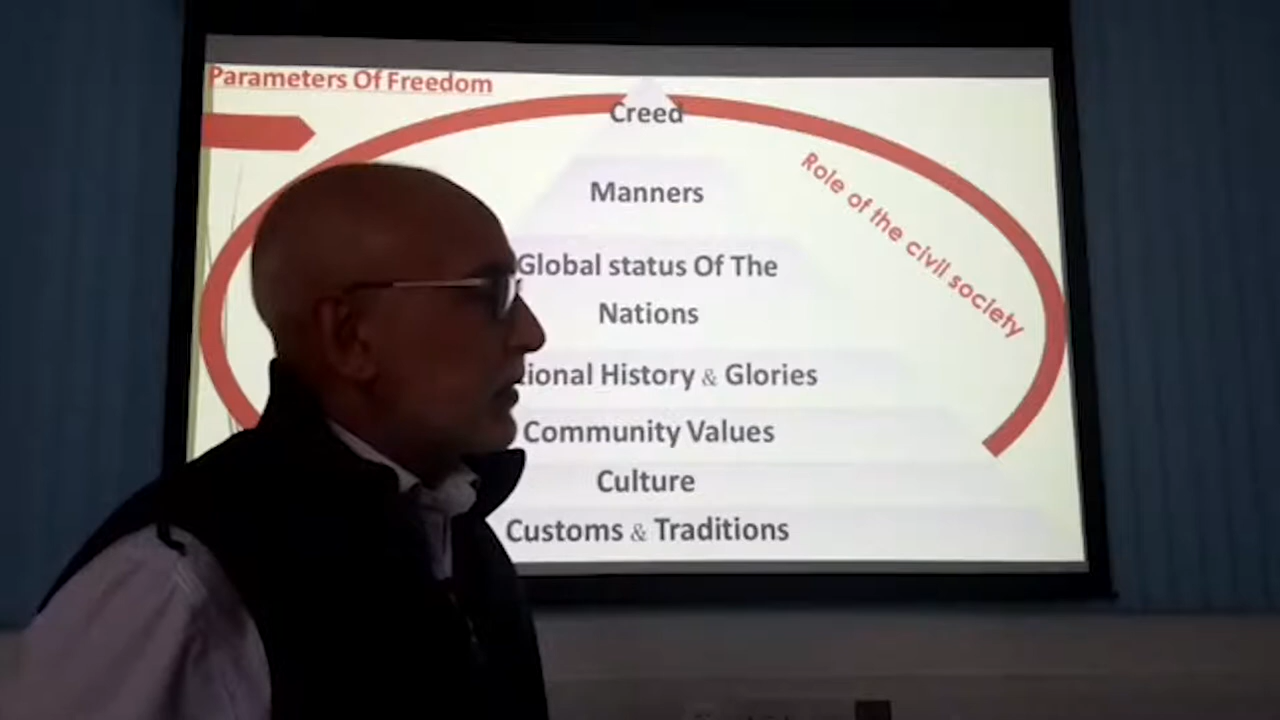 Parameters Of Freedom
Creed
Manners
Global status Of The
Nations
History & Glories
Community Values
Culture
Customs & Traditions
Role of the civil society